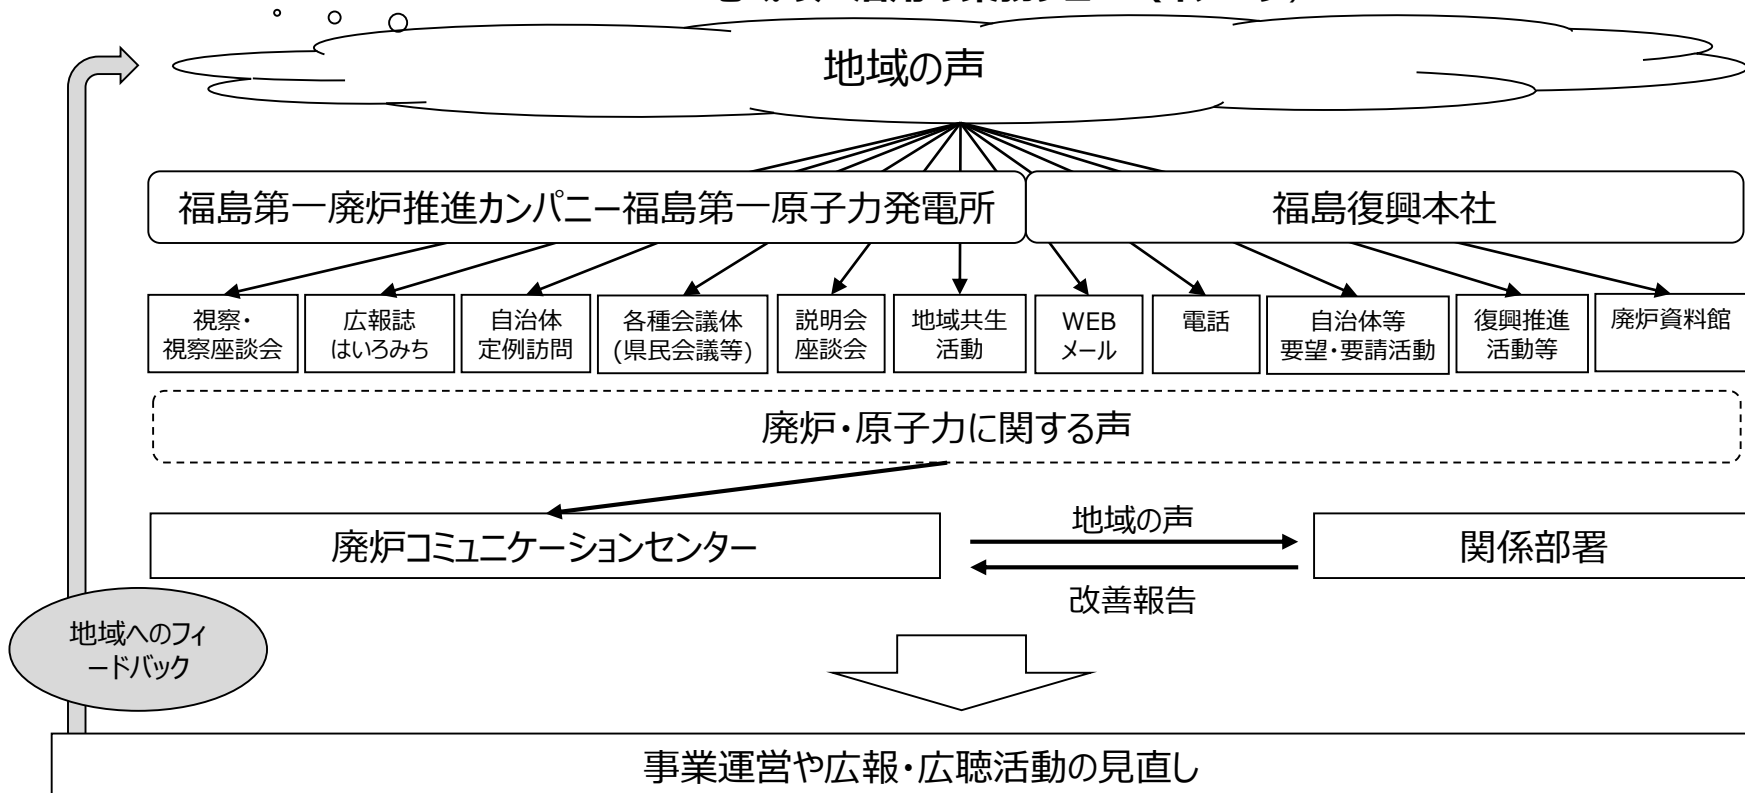 地域の声
福島第一廃炉推進カンパニー福島第一原子力発電所
福島復興本社
視察・
視察座談会
広報誌
はいろみち
自治体
定例訪問
各種会議体
(県民会議等)
説明会
座談会
地域共生
活動
WEB
メール
電話
自治体等
要望・要請活動
復興推進
活動等
廃炉資料館
廃炉・原子力に関する声
廃炉コミュニケーションセンター
地域の声
改善報告
関係部署
地域へのフィ
ードバック
事業運営や広報・広聴活動の見直し